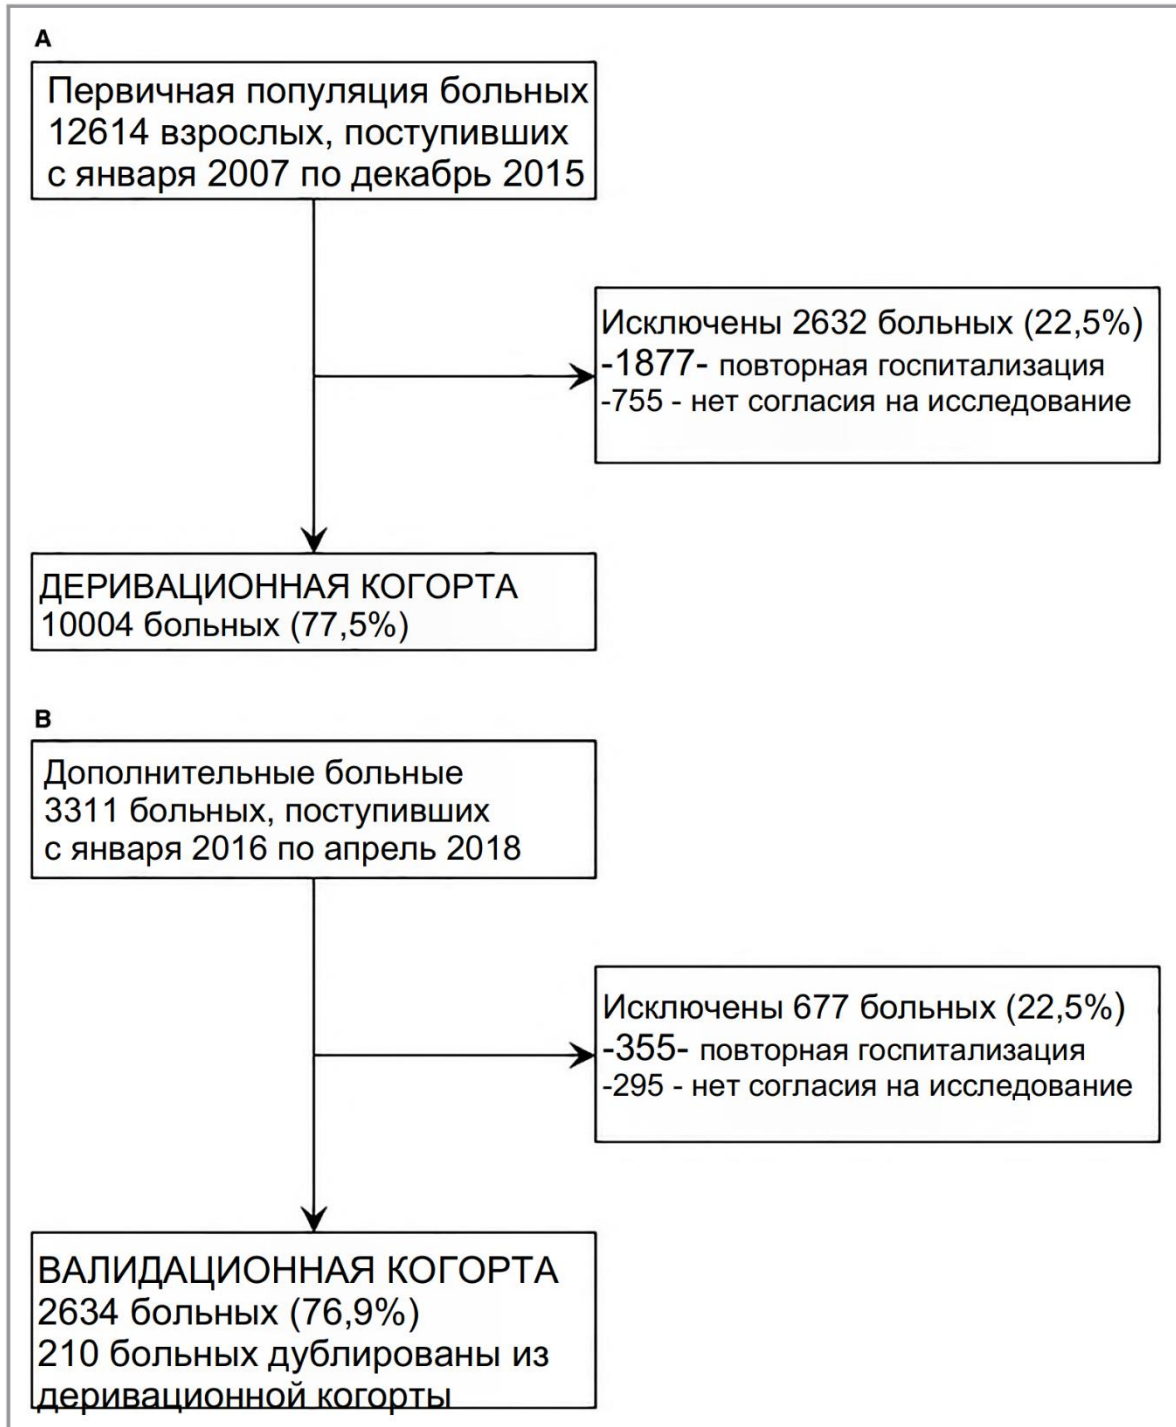 A
Первичная популяция больных
12614 взрослых, поступивших
с января 2007 по декабрь 2015
Исключены 2632 больных (22,5%)
-1877- повторная госпитализация
-755 - нет согласия на исследование
ДЕРИВАЦИОННАЯ КОГОРТА
10004 больных (77,5%)
B
Дополнительные больные
3311 больных, поступивших
с января 2016 по апрель 2018
Исключены 677 больных (22,5%)
-355- повторная госпитализация
-295 - нет согласия на исследование
ВАЛИДАЦИОННАЯ КОГОРТА
2634 больных (76,9%)
210 больных дублированы из
деривационной когорты